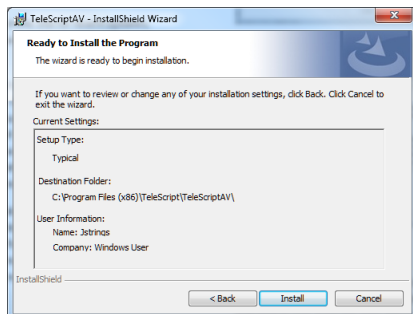 TeleScriptAV - InstallShield Wizard
Ready to Install the Program
The wizard is ready to begin installation.
If you want to review or change any of your installation settings, click Back. Click Cancel to
exit the wizard.
Current Settings:
Setup Type:
Typical
Destination Folder:
C:\Program Files (x86)\TeleScript\TeleScriptAV\
User Information:
Name: Jstrings
Company: Windows User
InstallShield
< Back Install Cancel